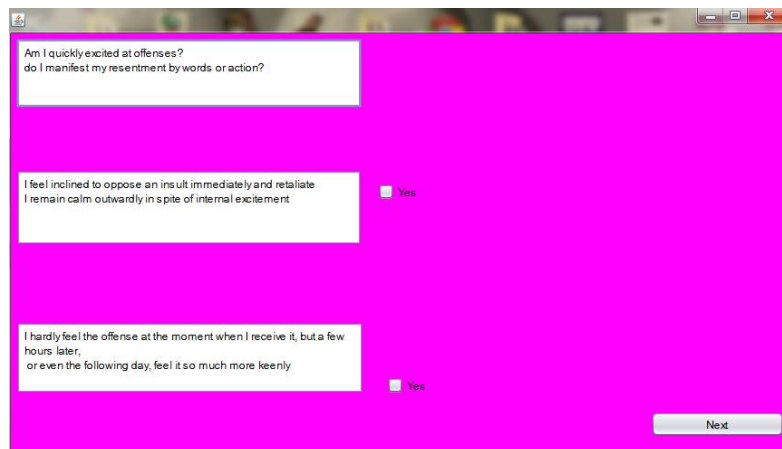 Am I quickly excited at offenses?
do I manifest my resentment by words or action?
I feel inclined to oppose an insult immediately and retaliate
I remain calm outwardly in spite of internal excitement
Yes
I hardly feel the offense at the moment when I receive it, but a few
hours later,
or even the following day, feel it so much more keenly
Yes
Next